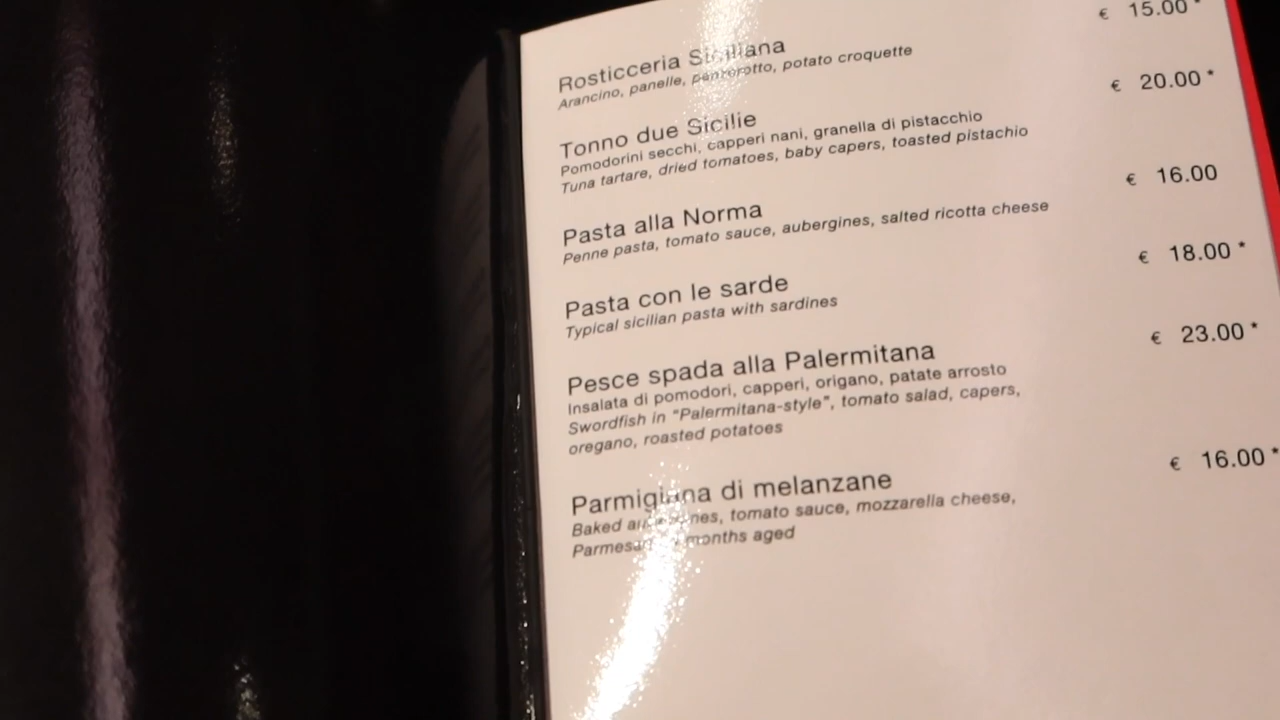 Rosticceria Siciliana € 15.00 *
Arancino, panelle, panzerotto, potato croquette
Tonno due Sicilie € 20.00 *
Pomodorini secchi, capperi nani, granella di pistacchio
Tuna tartare, dried tomatoes, baby capers, toasted pistachio
Pasta alla Norma € 16.00
Penne pasta, tomato sauce, aubergines, salted ricotta cheese
Pasta con le sarde € 18.00 *
Typical sicilian pasta with sardines
Pesce spada alla Palermitana € 23.00 *
Insalata di pomodori, capperi, origano, patate arrosto
Swordfish in “Palermitana-style”, tomato salad, capers,
oregano, roasted potatoes
Parmigiana di melanzane € 16.00 *
Baked tomato sauce, mozzarella cheese,
months aged